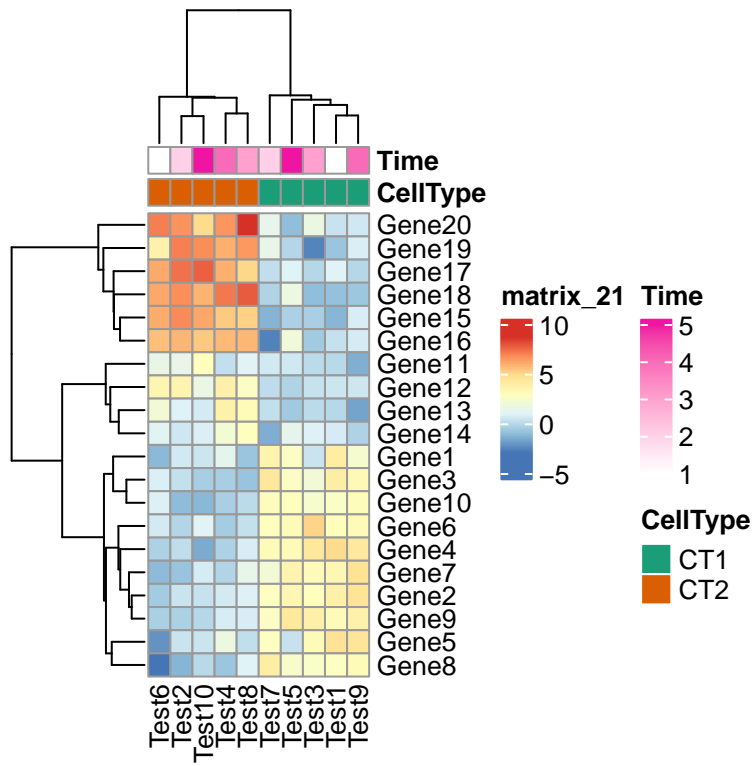 Time
CellType
Gene20
Gene19
Gene17
Gene18
Gene15
Gene16
Gene11
Gene12
Gene13
Gene14
Gene1
Gene3
Gene10
Gene6
Gene4
Gene7
Gene2
Gene9
Gene5
Gene8
Test6
Test2
Test10
Test4
Test8
Test7
Test5
Test3
Test1
Test9
matrix_21
10
5
0
−5
Time
5
4
3
2
1
CellType
CT1
CT2